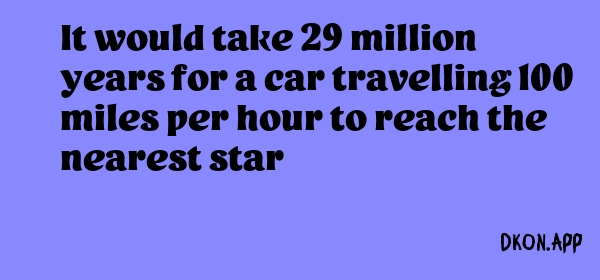 It would take 29 million
years for a car travelling 100
miles per hour to reach the
nearest star
DKON.APP